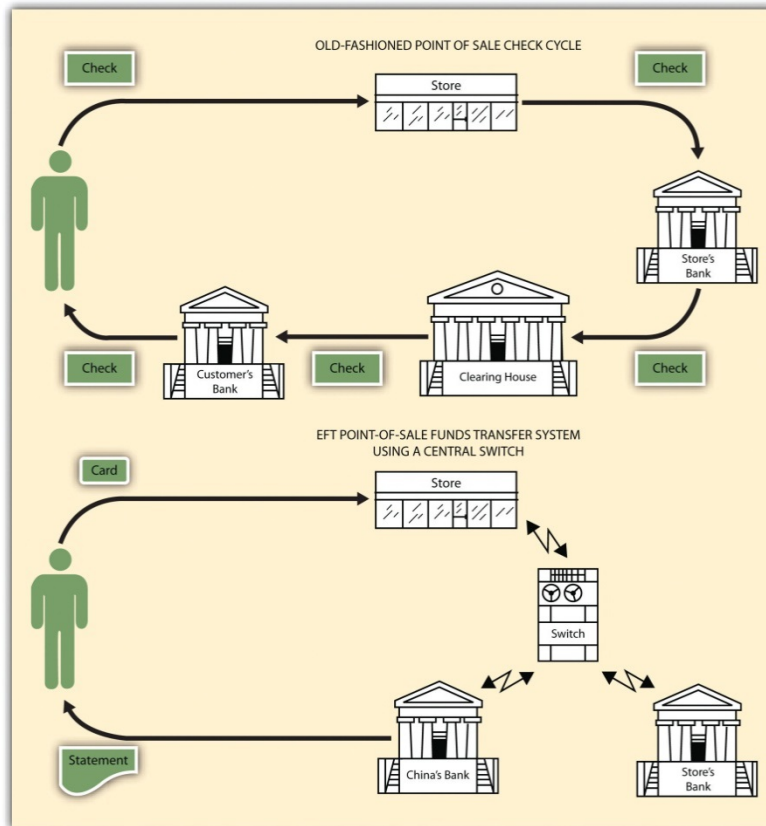 OLD-FASHIONED POINT OF SALE CHECK CYCLE
Check
Check
Store
Store's
Bank
Check
Check
Check
Customer's
Bank
Clearing House
EFT POINT-OF-SALE FUNDS TRANSFER SYSTEM
USING A CENTRAL SWITCH
Card
Store
Switch
Statement
China's Bank
Store's
Bank